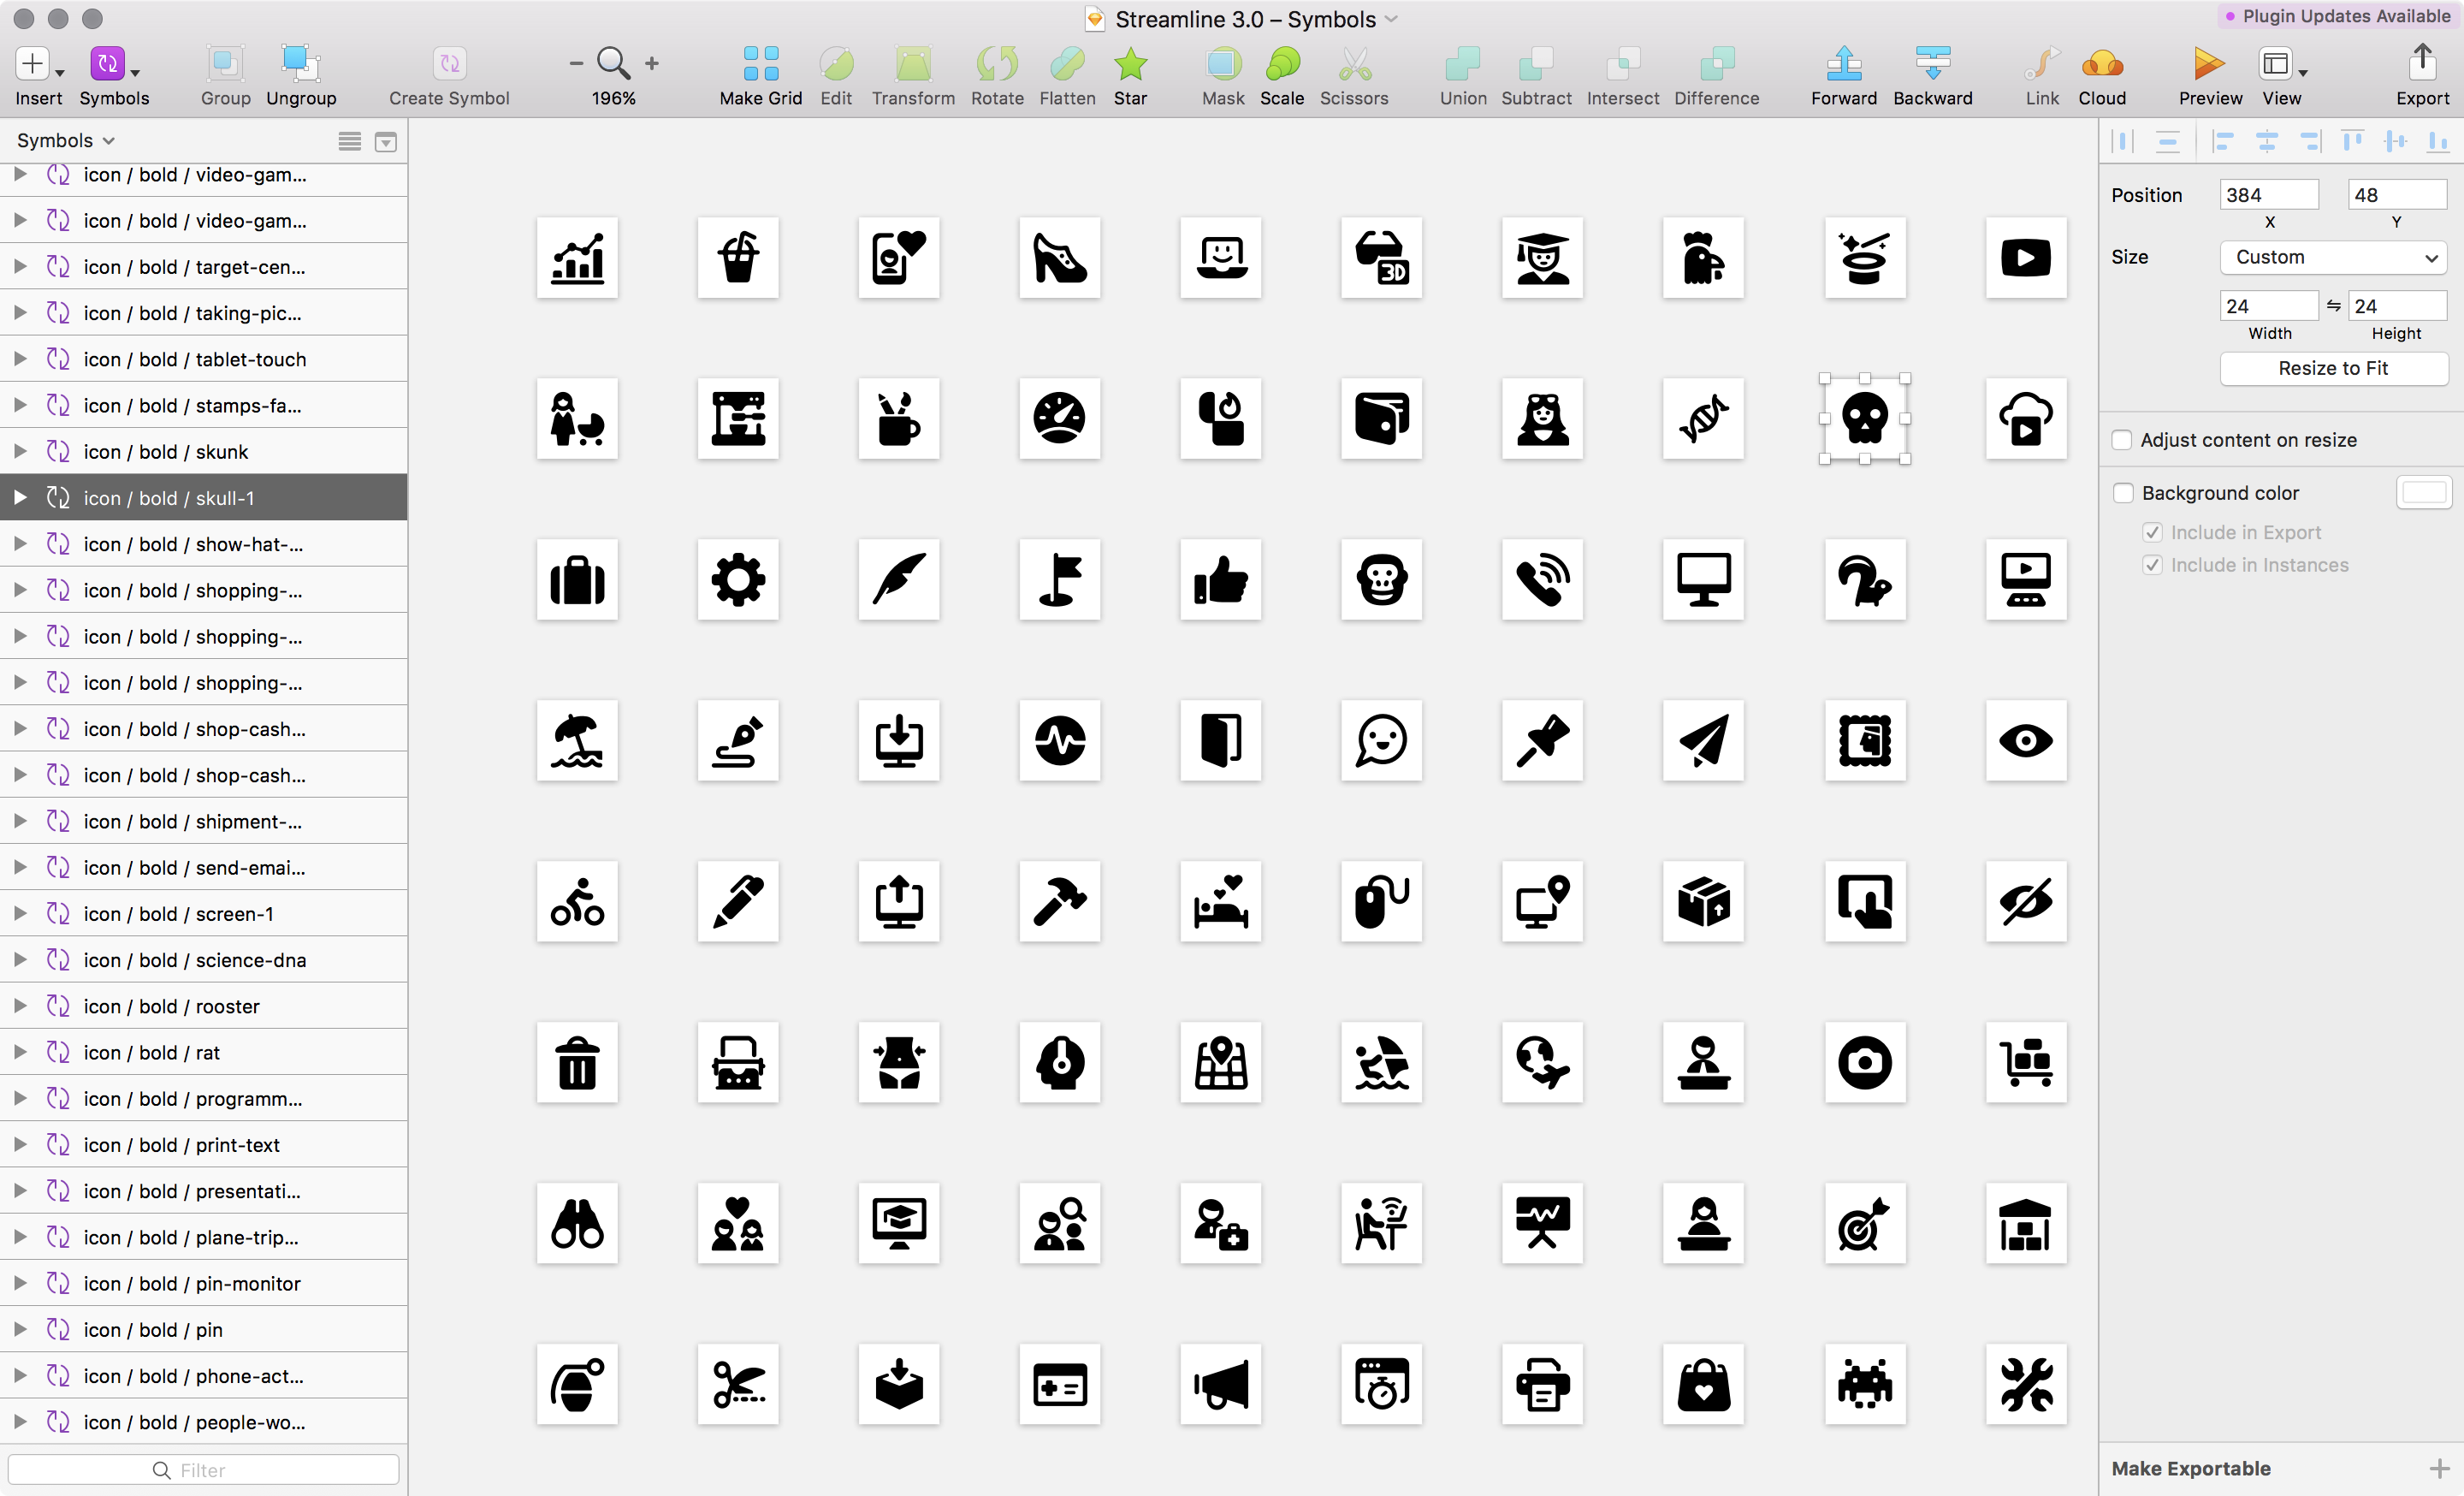 Streamline 3.0 – Symbols
Plugin Updates Available
Insert Symbols Group Ungroup Create Symbol 196% Make Grid Edit Transform Rotate Flatten Star Mask Scale Scissors Union Subtract Intersect Difference Forward Backward Link Cloud Preview View Export
Symbols
icon / bold / video-gam...
icon / bold / video-gam...
icon / bold / target-cen...
icon / bold / taking-pic...
icon / bold / tablet-touch
icon / bold / stamps-fa...
icon / bold / skunk
icon / bold / skull-1
icon / bold / show-hat-...
icon / bold / shopping-...
icon / bold / shopping-...
icon / bold / shopping-...
icon / bold / shop-cash...
icon / bold / shop-cash...
icon / bold / shipment-...
icon / bold / send-emai...
icon / bold / screen-1
icon / bold / science-dna
icon / bold / rooster
icon / bold / rat
icon / bold / programm...
icon / bold / print-text
icon / bold / presentati...
icon / bold / plane-trip...
icon / bold / pin-monitor
icon / bold / pin
icon / bold / phone-act...
icon / bold / people-wo...
Filter
3D
Position 384 48
X Y
Size Custom
24 24
Width Height
Resize to Fit
Adjust content on resize
Background color
Include in Export
Include in Instances
Make Exportable